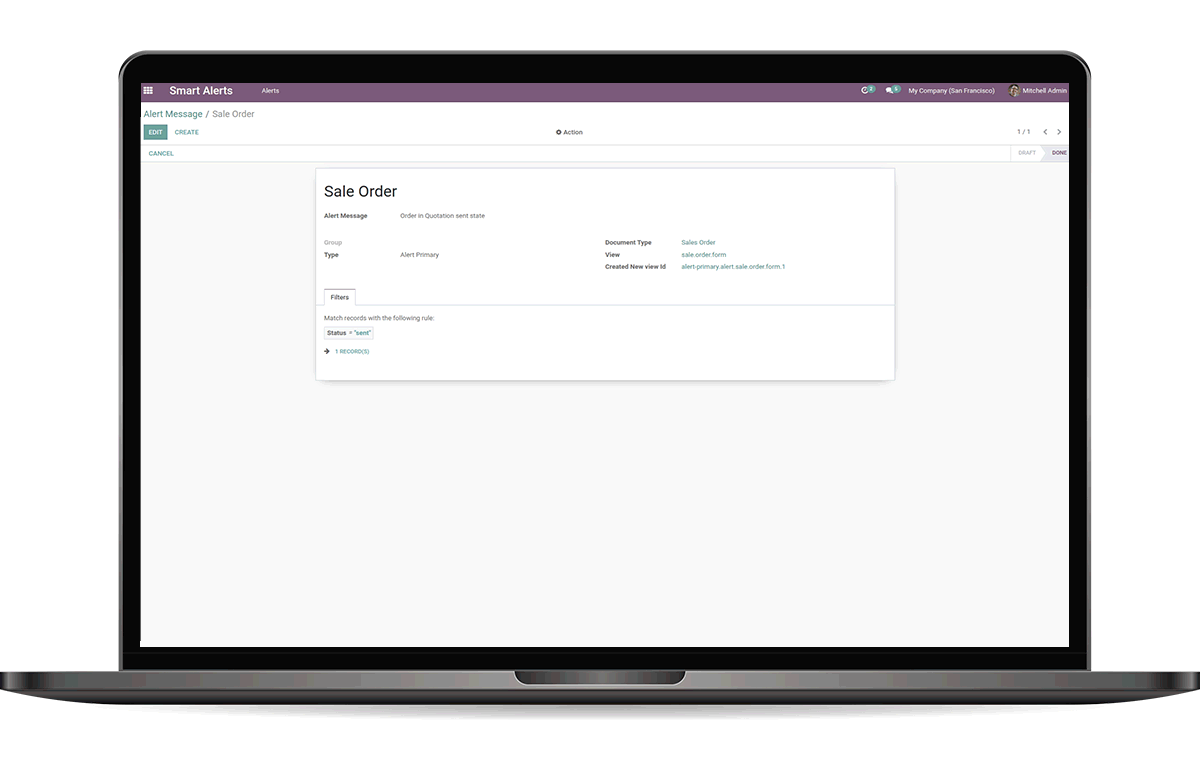 Smart Alerts Alerts 2 5 My Company (San Francisco) Mitchell Admin
Alert Message / Sale Order
EDIT CREATE Action 1 / 1
CANCEL DRAFT DONE
Sale Order
Alert Message Order in Quotation sent state
Group Document Type Sales Order
Type Alert Primary View sale.order.form
Created New view Id alert-primary.alert.sale.order.form.1
Filters
Match records with the following rule:
Status = "sent"
1 RECORD(S)